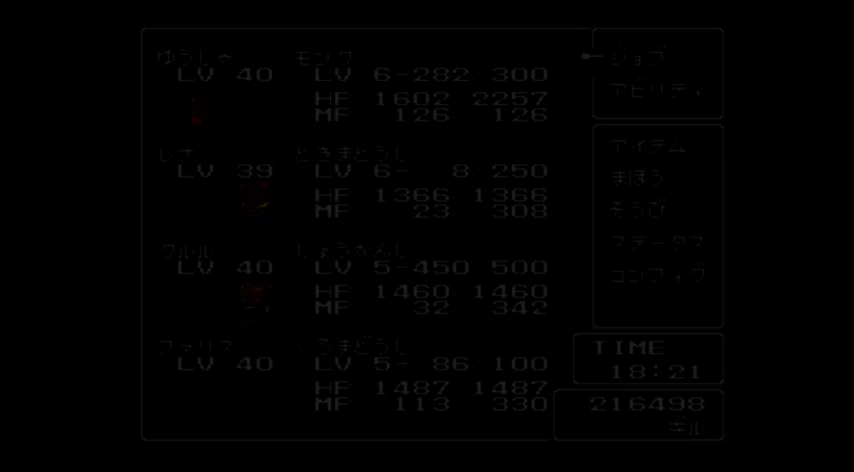 ゆうしゃ モンク
LV 40 LV 6-282/300
HP 1602/2257
MP 126/126
レナ ときまどうし
LV 39 LV 6- 8/250
HP 1366/1366
MP 23/308
クルル しょうかんし
LV 40 LV 5-450/500
HP 1460/1460
MP 32/342
ファリス くろまどうし
LV 40 LV 5- 86/100
HP 1487/1487
MP 113/330
ジョブ
アビリティ
アイテム
まほう
そうび
ステータス
コンフィグ
TIME
18:21
216498
ギル